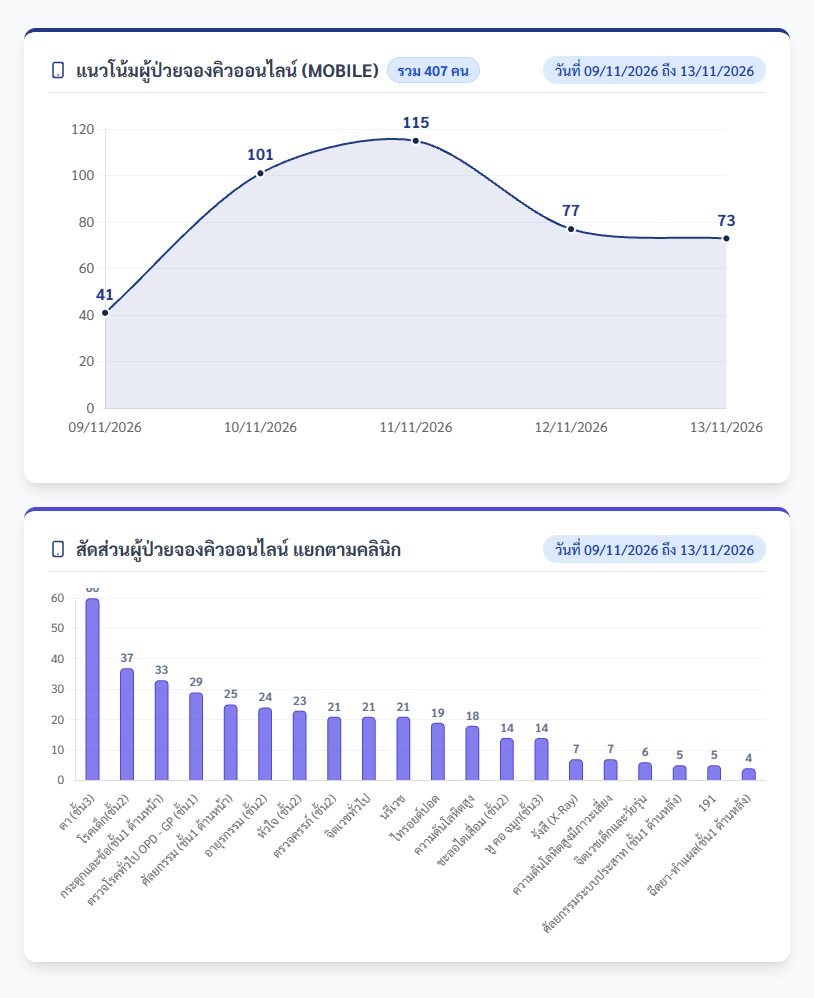 แนวโน้มผู้ป่วยจองคิวออนไลน์ (MOBILE) รวม 407 คน วันที่ 09/11/2026 ถึง 13/11/2026
120
100
80
60
40
20
0
41
101
115
77
73
09/11/2026 10/11/2026 11/11/2026 12/11/2026 13/11/2026
สัดส่วนผู้ป่วยจองคิวออนไลน์ แยกตามคลินิก วันที่ 09/11/2026 ถึง 13/11/2026
60
50
40
30
20
10
0
60 37 33 29 25 24 23 21 21 21 19 18 14 14 7 7 6 5 5 4
ตา (ชั้น3)
โรคเด็ก(ชั้น2)
กระดูกและข้อ(ชั้น1 ด้านหน้า)
ตรวจโรคทั่วไป OPD - GP (ชั้น1)
ศัลยกรรม (ชั้น1 ด้านหน้า)
อายุรกรรม (ชั้น2)
หัวใจ (ชั้น2)
ตรวจครรภ์ (ชั้น2)
จิตเวชทั่วไป
นรีเวช
ไทรอยด์ปอด
ความดันโลหิตสูง
ชะลอไตเสื่อม (ชั้น2)
หู คอ จมูก(ชั้น3)
รังสี (X-Ray)
ความดันโลหิตสูงมีภาวะเสี่ยง
จิตเวชเด็กและวัยรุ่น
ศัลยกรรมระบบประสาท (ชั้น1 ด้านหลัง)
191
ฉีดยา-ทำแผล(ชั้น1 ด้านหลัง)